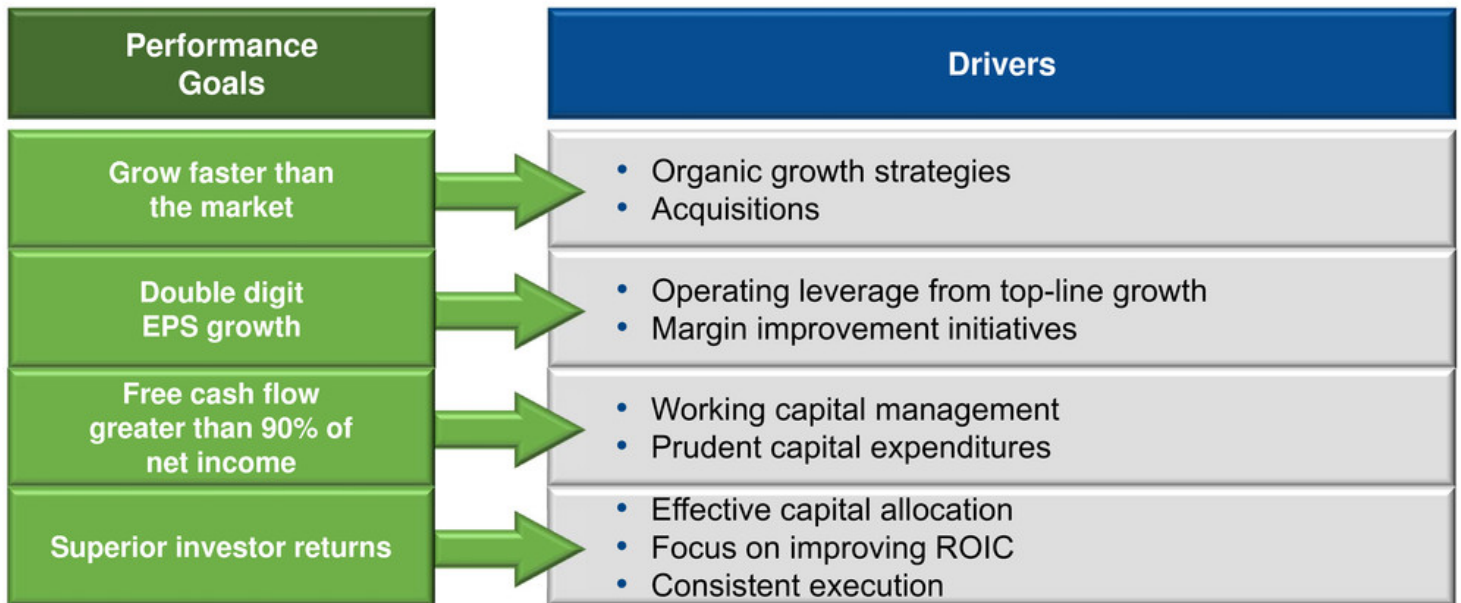 Performance
Goals
Drivers
Grow faster than
the market
• Organic growth strategies
• Acquisitions
Double digit
EPS growth
• Operating leverage from top-line growth
• Margin improvement initiatives
Free cash flow
greater than 90% of
net income
• Working capital management
• Prudent capital expenditures
Superior investor returns
• Effective capital allocation
• Focus on improving ROIC
• Consistent execution